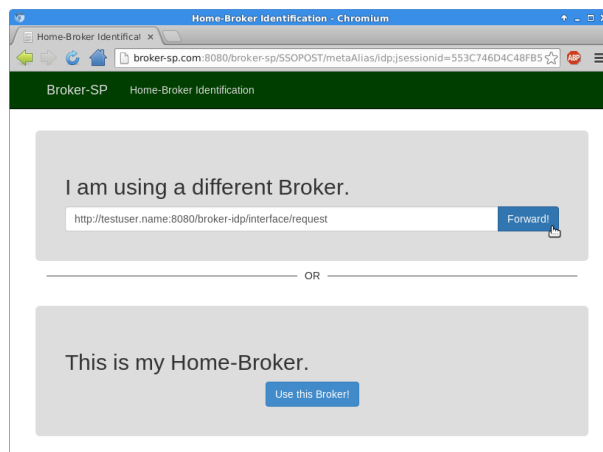 Home-Broker Identification - Chromium
Home-Broker Identificat
broker-sp.com:8080/broker-sp/SSOPOST/metaAlias/idp;jsessionid=553C746D4C48FB5
ABP
Broker-SP Home-Broker Identification
I am using a different Broker.
http://testuser.name:8080/broker-idp/interface/request Forward!
OR
This is my Home-Broker.
Use this Broker!